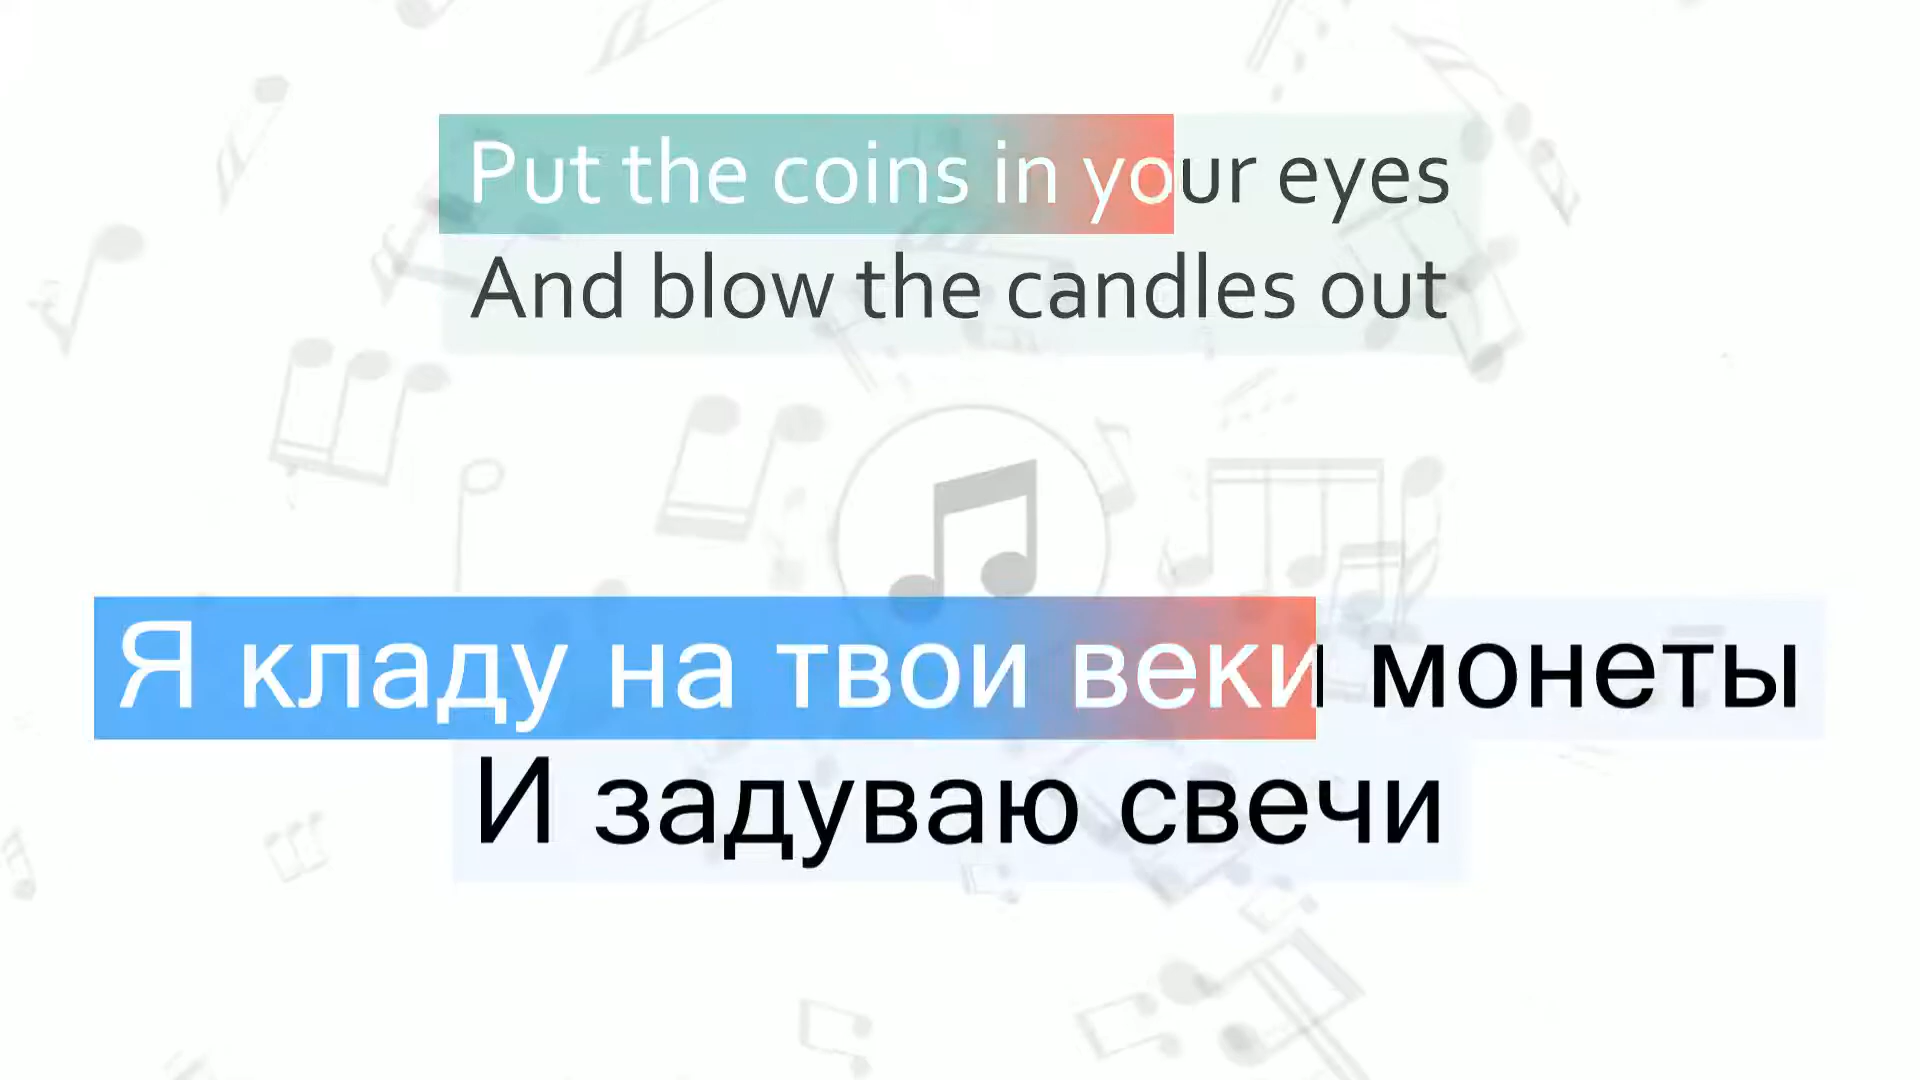 Put the coins in your eyes
And blow the candles out
Я кладу на твои веки монеты
И задуваю свечи